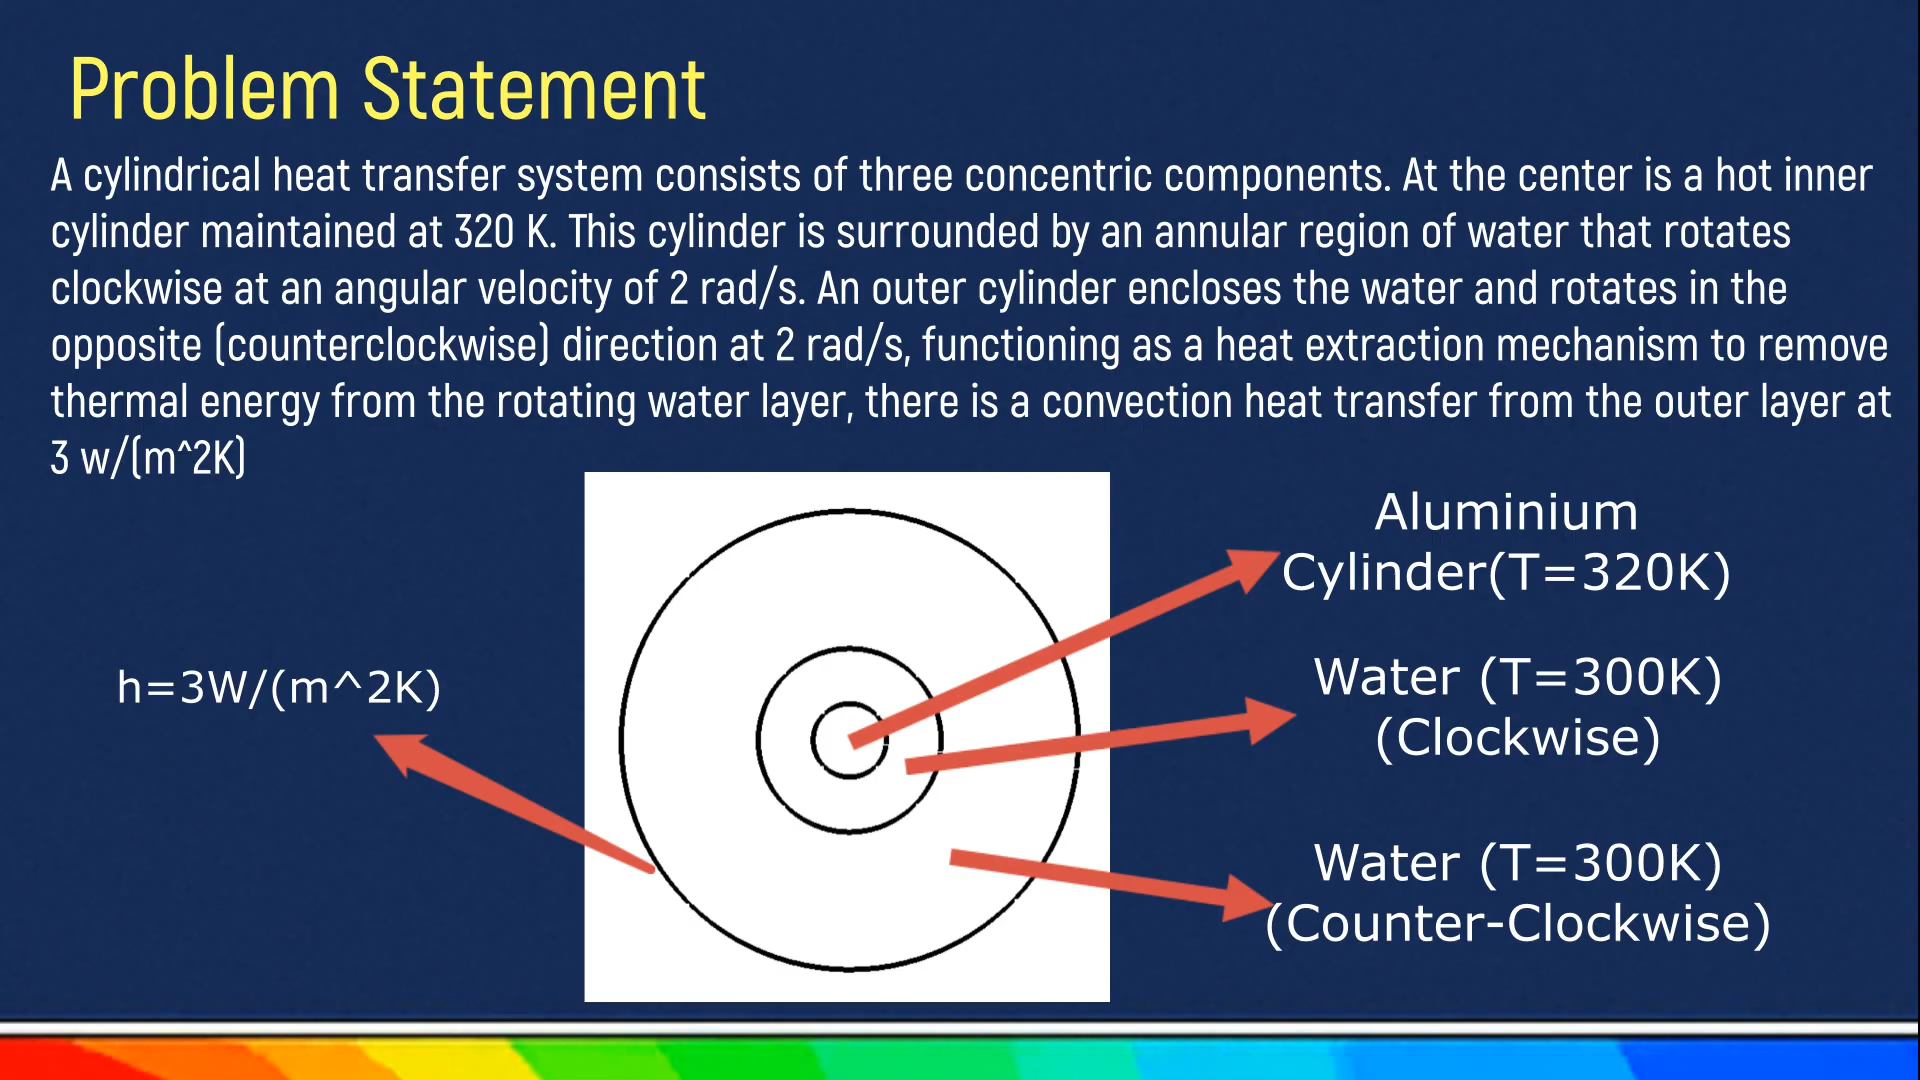 Problem Statement
A cylindrical heat transfer system consists of three concentric components. At the center is a hot inner
cylinder maintained at 320 K. This cylinder is surrounded by an annular region of water that rotates
clockwise at an angular velocity of 2 rad/s. An outer cylinder encloses the water and rotates in the
opposite (counterclockwise) direction at 2 rad/s, functioning as a heat extraction mechanism to remove
thermal energy from the rotating water layer, there is a convection heat transfer from the outer layer at
3 w/(m^2K)
Aluminium
Cylinder(T=320K)
h=3W/(m^2K)
Water (T=300K)
(Clockwise)
Water (T=300K)
(Counter-Clockwise)